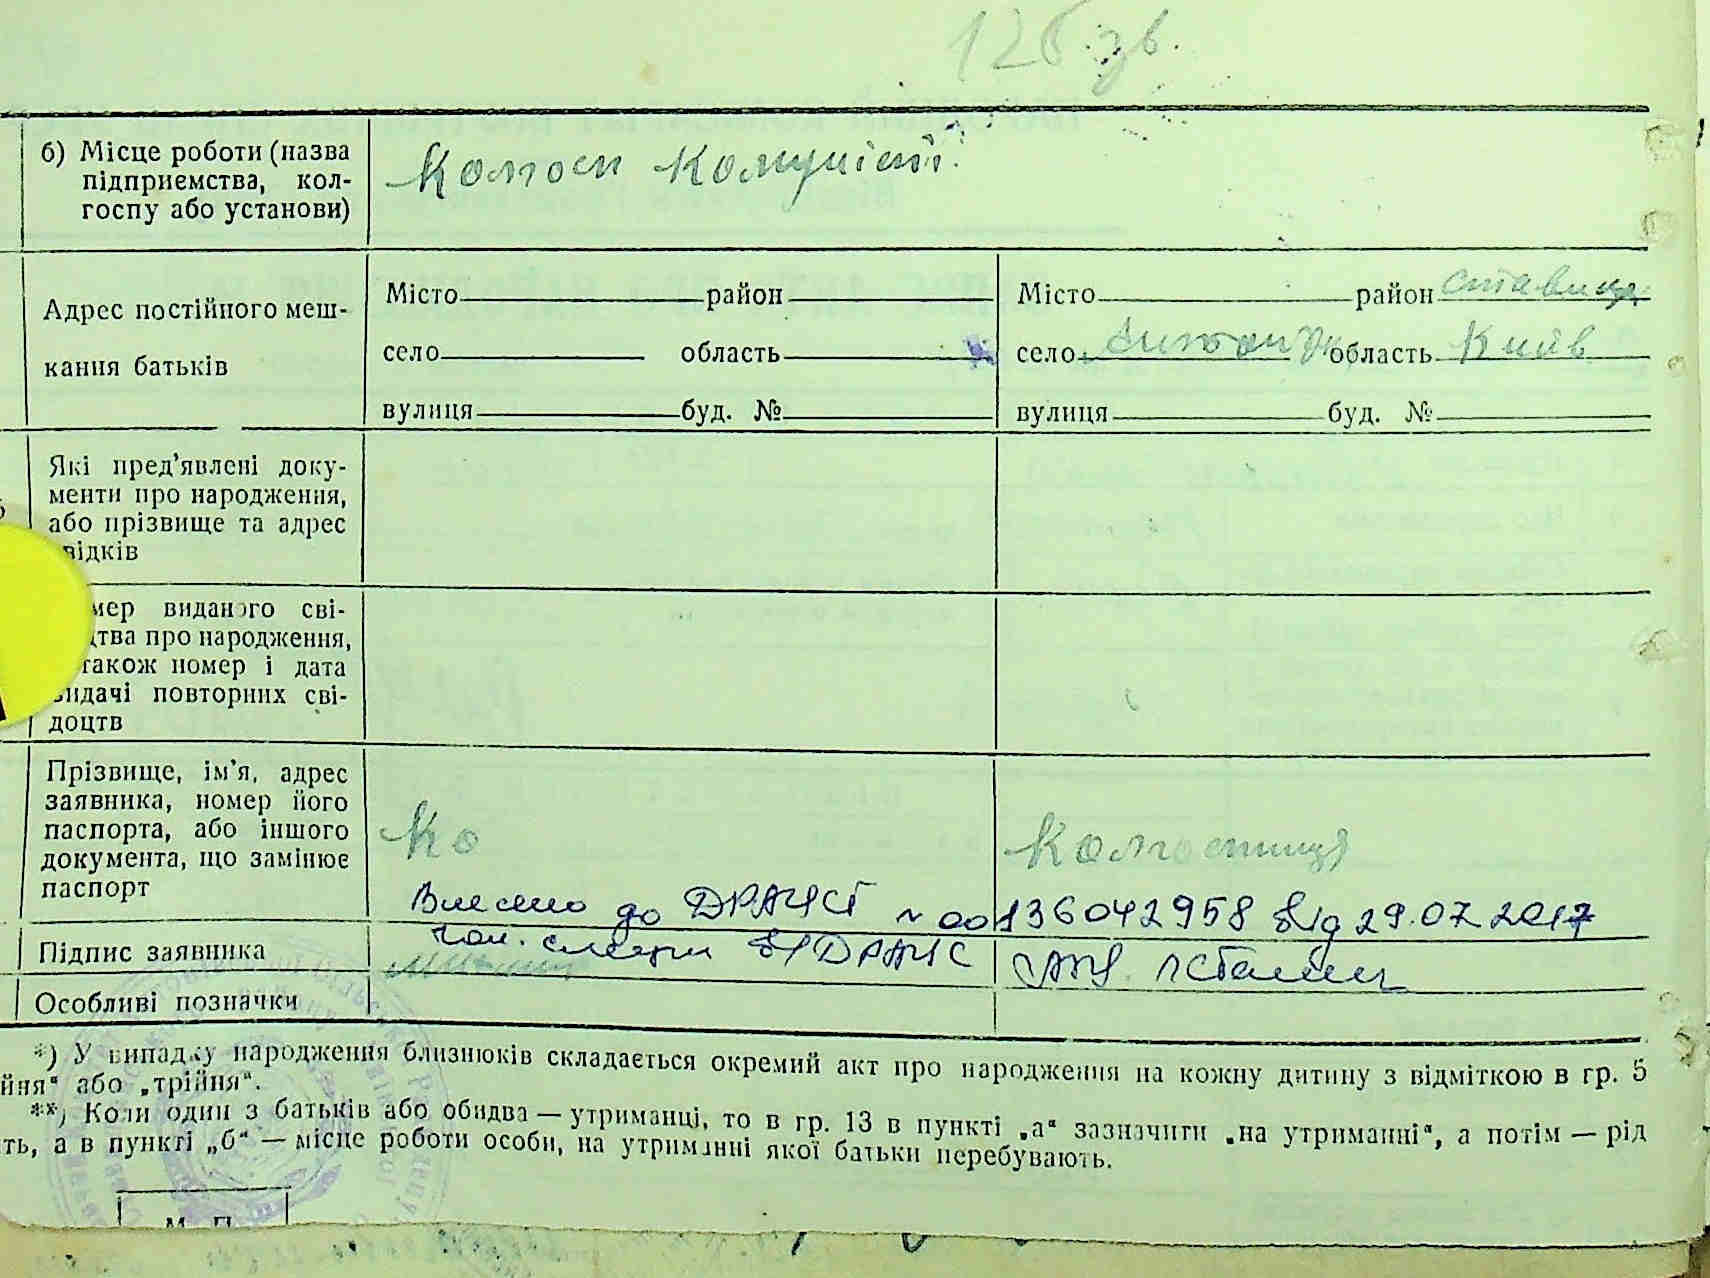 126 зв.
б) Місце роботи (назва
підприємства, кол-
госпу або установи)
Колгосп
Адрес постійного меш-
кання батьків
Місто район
село область
вулиця буд. №
Місто район Ставищ
село область Київ
вулиця буд. №
Які пред’явлені доку-
менти про народження,
або прізвище та адрес
відків
мер виданого сві-
цтва про народження,
також номер і дата
видачі повторних сві-
доцтв
Прізвище, ім’я, адрес
заявника, номер його
паспорта, або іншого
документа, що замінює
паспорт
Ко
Колгоспниця
Внесено до ДРАЦСГ № 00136042958 від 29.07 2017
Підпис заявника
Особливі позначки
*) У випадку народження близнюків складається окремий акт про народження на кожну дитину з відміткою в гр. 5
йня" або „трійня".
**) Коли один з батьків або обидва — утриманці, то в гр. 13 в пункті „а" зазначити „на утриманні", а потім — рід
ть, а в пункті „б" — місце роботи особи, на утриманні якої батьки перебувають.
М. П.